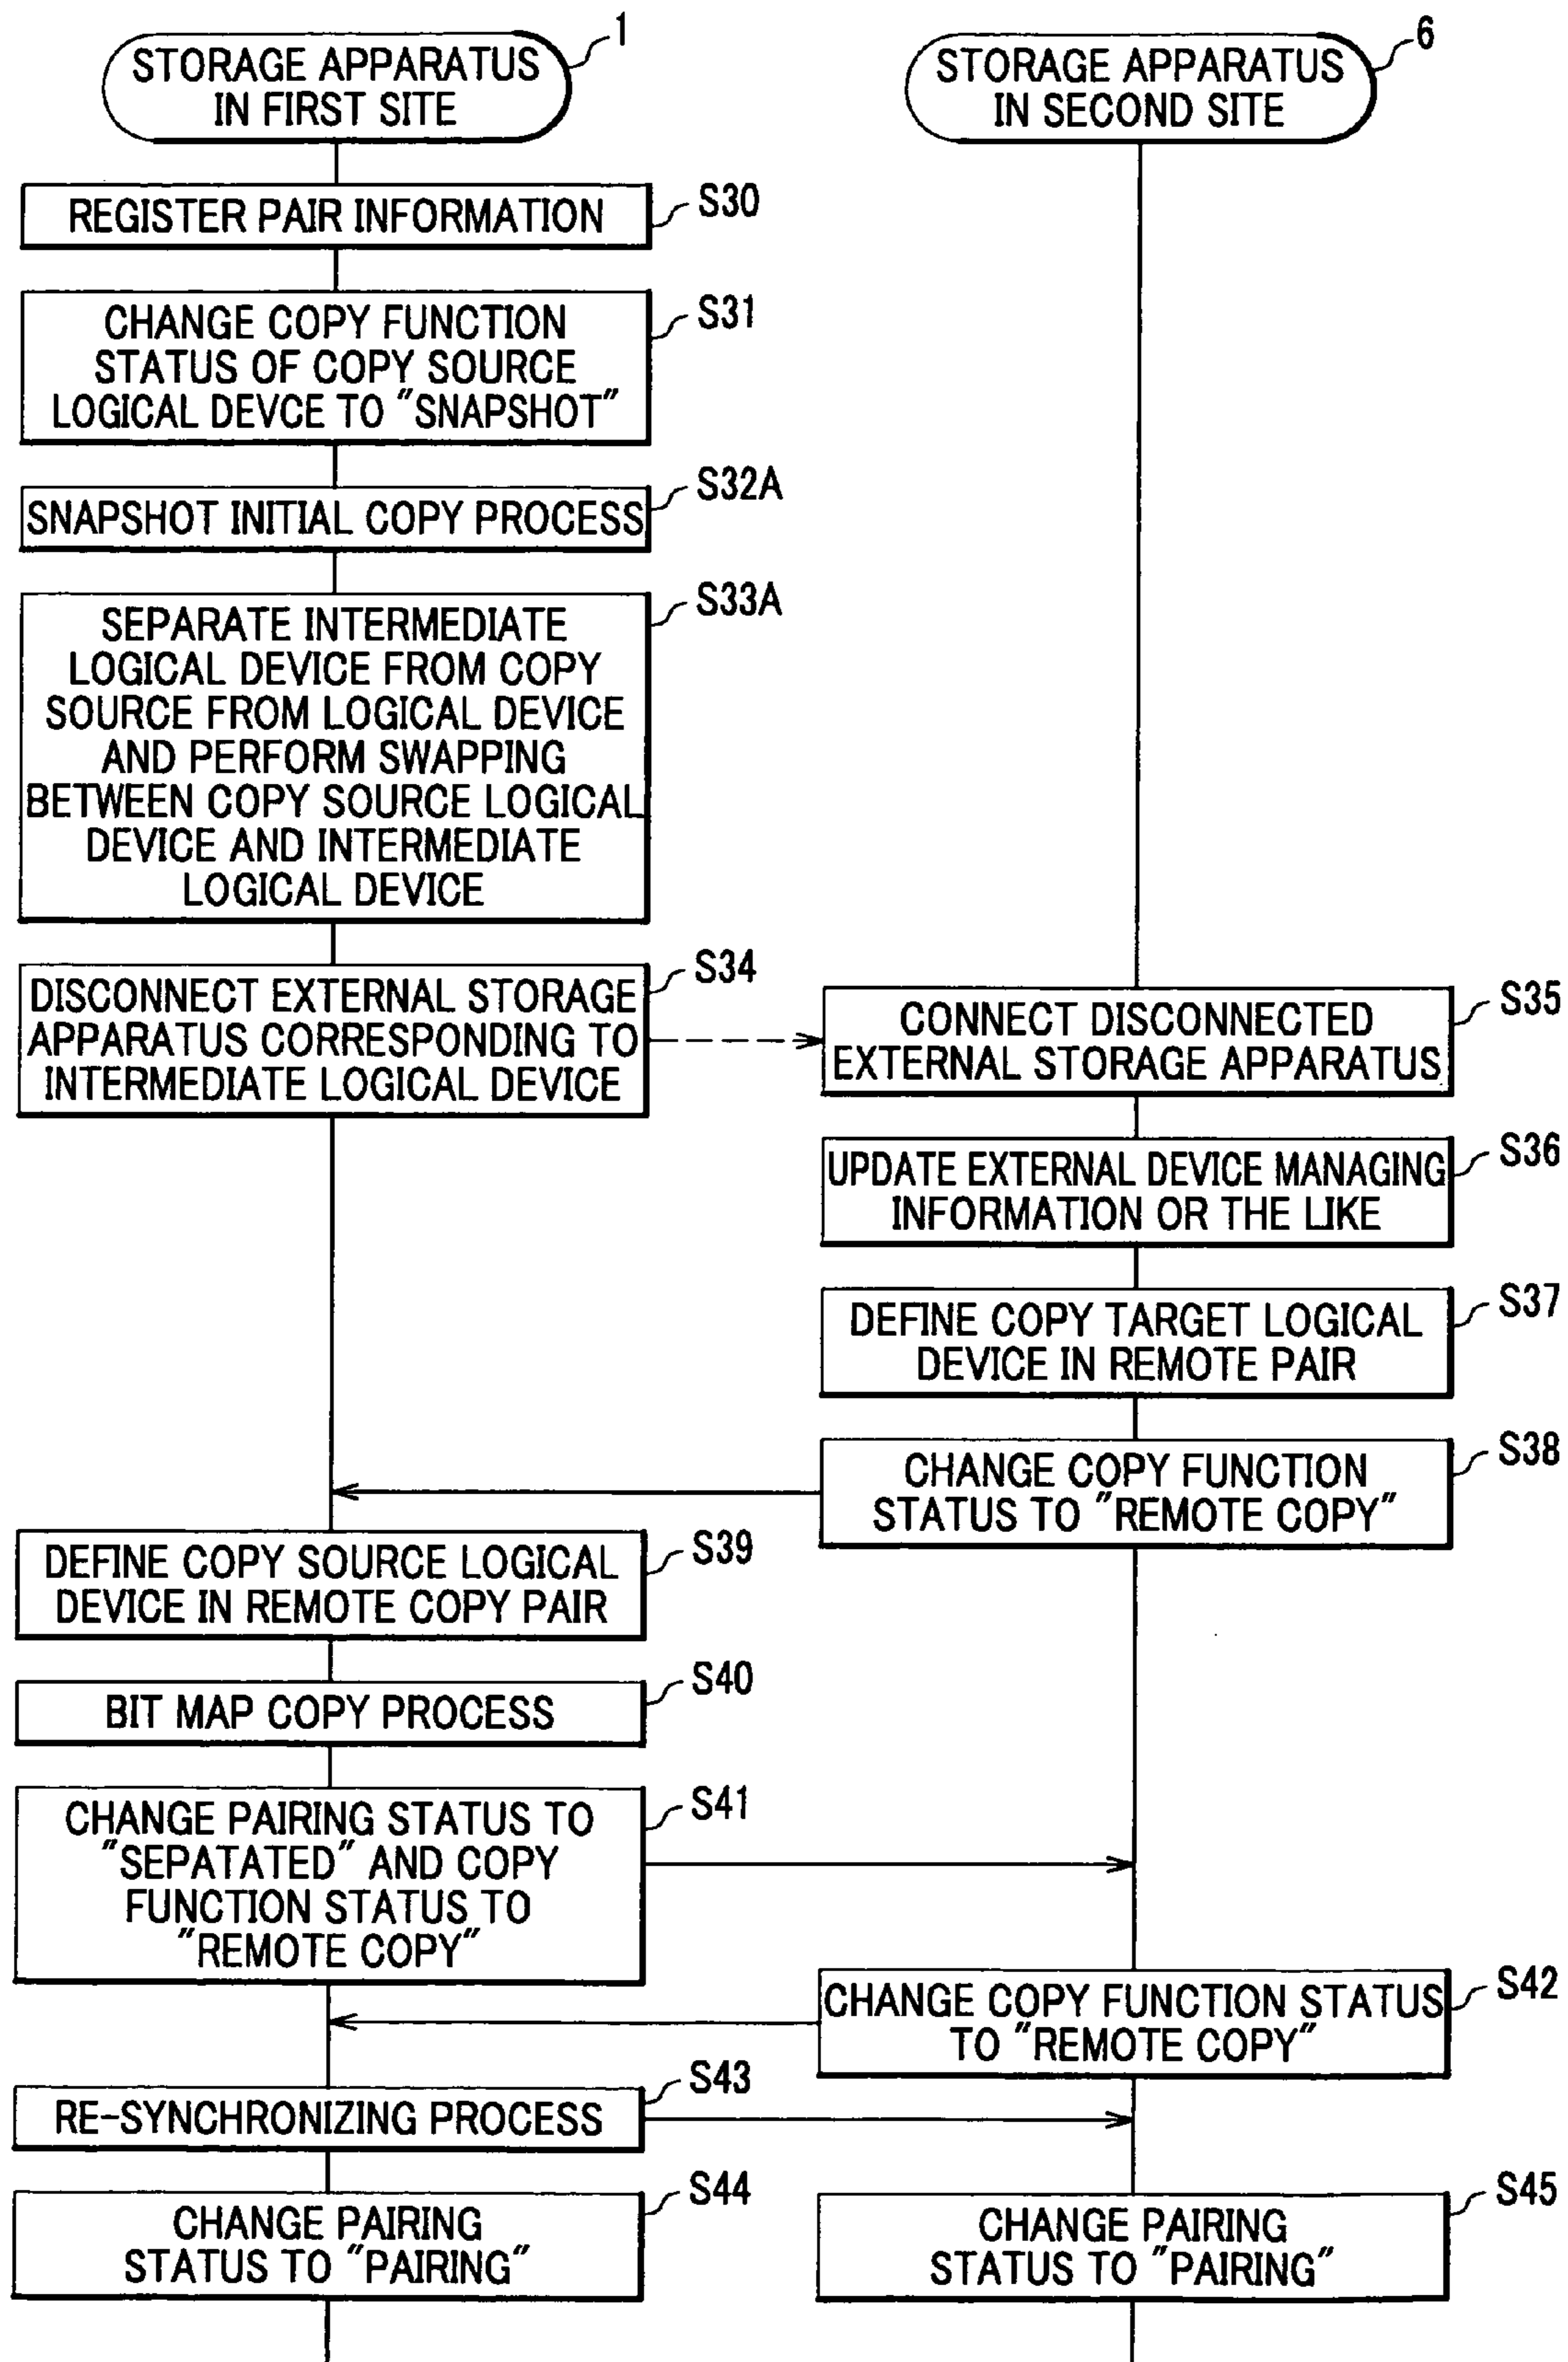 1
STORAGE APPARATUS
IN FIRST SITE
6
STORAGE APPARATUS
IN SECOND SITE
REGISTER PAIR INFORMATION
S30
CHANGE COPY FUNCTION
STATUS OF COPY SOURCE
LOGICAL DEVCE TO "SNAPSHOT"
S31
SNAPSHOT INITIAL COPY PROCESS
S32A
SEPARATE INTERMEDIATE
LOGICAL DEVICE FROM COPY
SOURCE FROM LOGICAL DEVICE
AND PERFORM SWAPPING
BETWEEN COPY SOURCE LOGICAL
DEVICE AND INTERMEDIATE
LOGICAL DEVICE
S33A
DISCONNECT EXTERNAL STORAGE
APPARATUS CORRESPONDING TO
INTERMEDIATE LOGICAL DEVICE
S34
CONNECT DISCONNECTED
EXTERNAL STORAGE APPARATUS
S35
UPDATE EXTERNAL DEVICE MANAGING
INFORMATION OR THE LIKE
S36
DEFINE COPY TARGET LOGICAL
DEVICE IN REMOTE PAIR
S37
CHANGE COPY FUNCTION
STATUS TO "REMOTE COPY"
S38
DEFINE COPY SOURCE LOGICAL
DEVICE IN REMOTE COPY PAIR
S39
BIT MAP COPY PROCESS
S40
CHANGE PAIRING STATUS TO
"SEPATATED" AND COPY
FUNCTION STATUS TO
"REMOTE COPY"
S41
CHANGE COPY FUNCTION STATUS
TO "REMOTE COPY"
S42
RE-SYNCHRONIZING PROCESS
S43
CHANGE PAIRING
STATUS TO "PAIRING"
S44
CHANGE PAIRING
STATUS TO "PAIRING"
S45